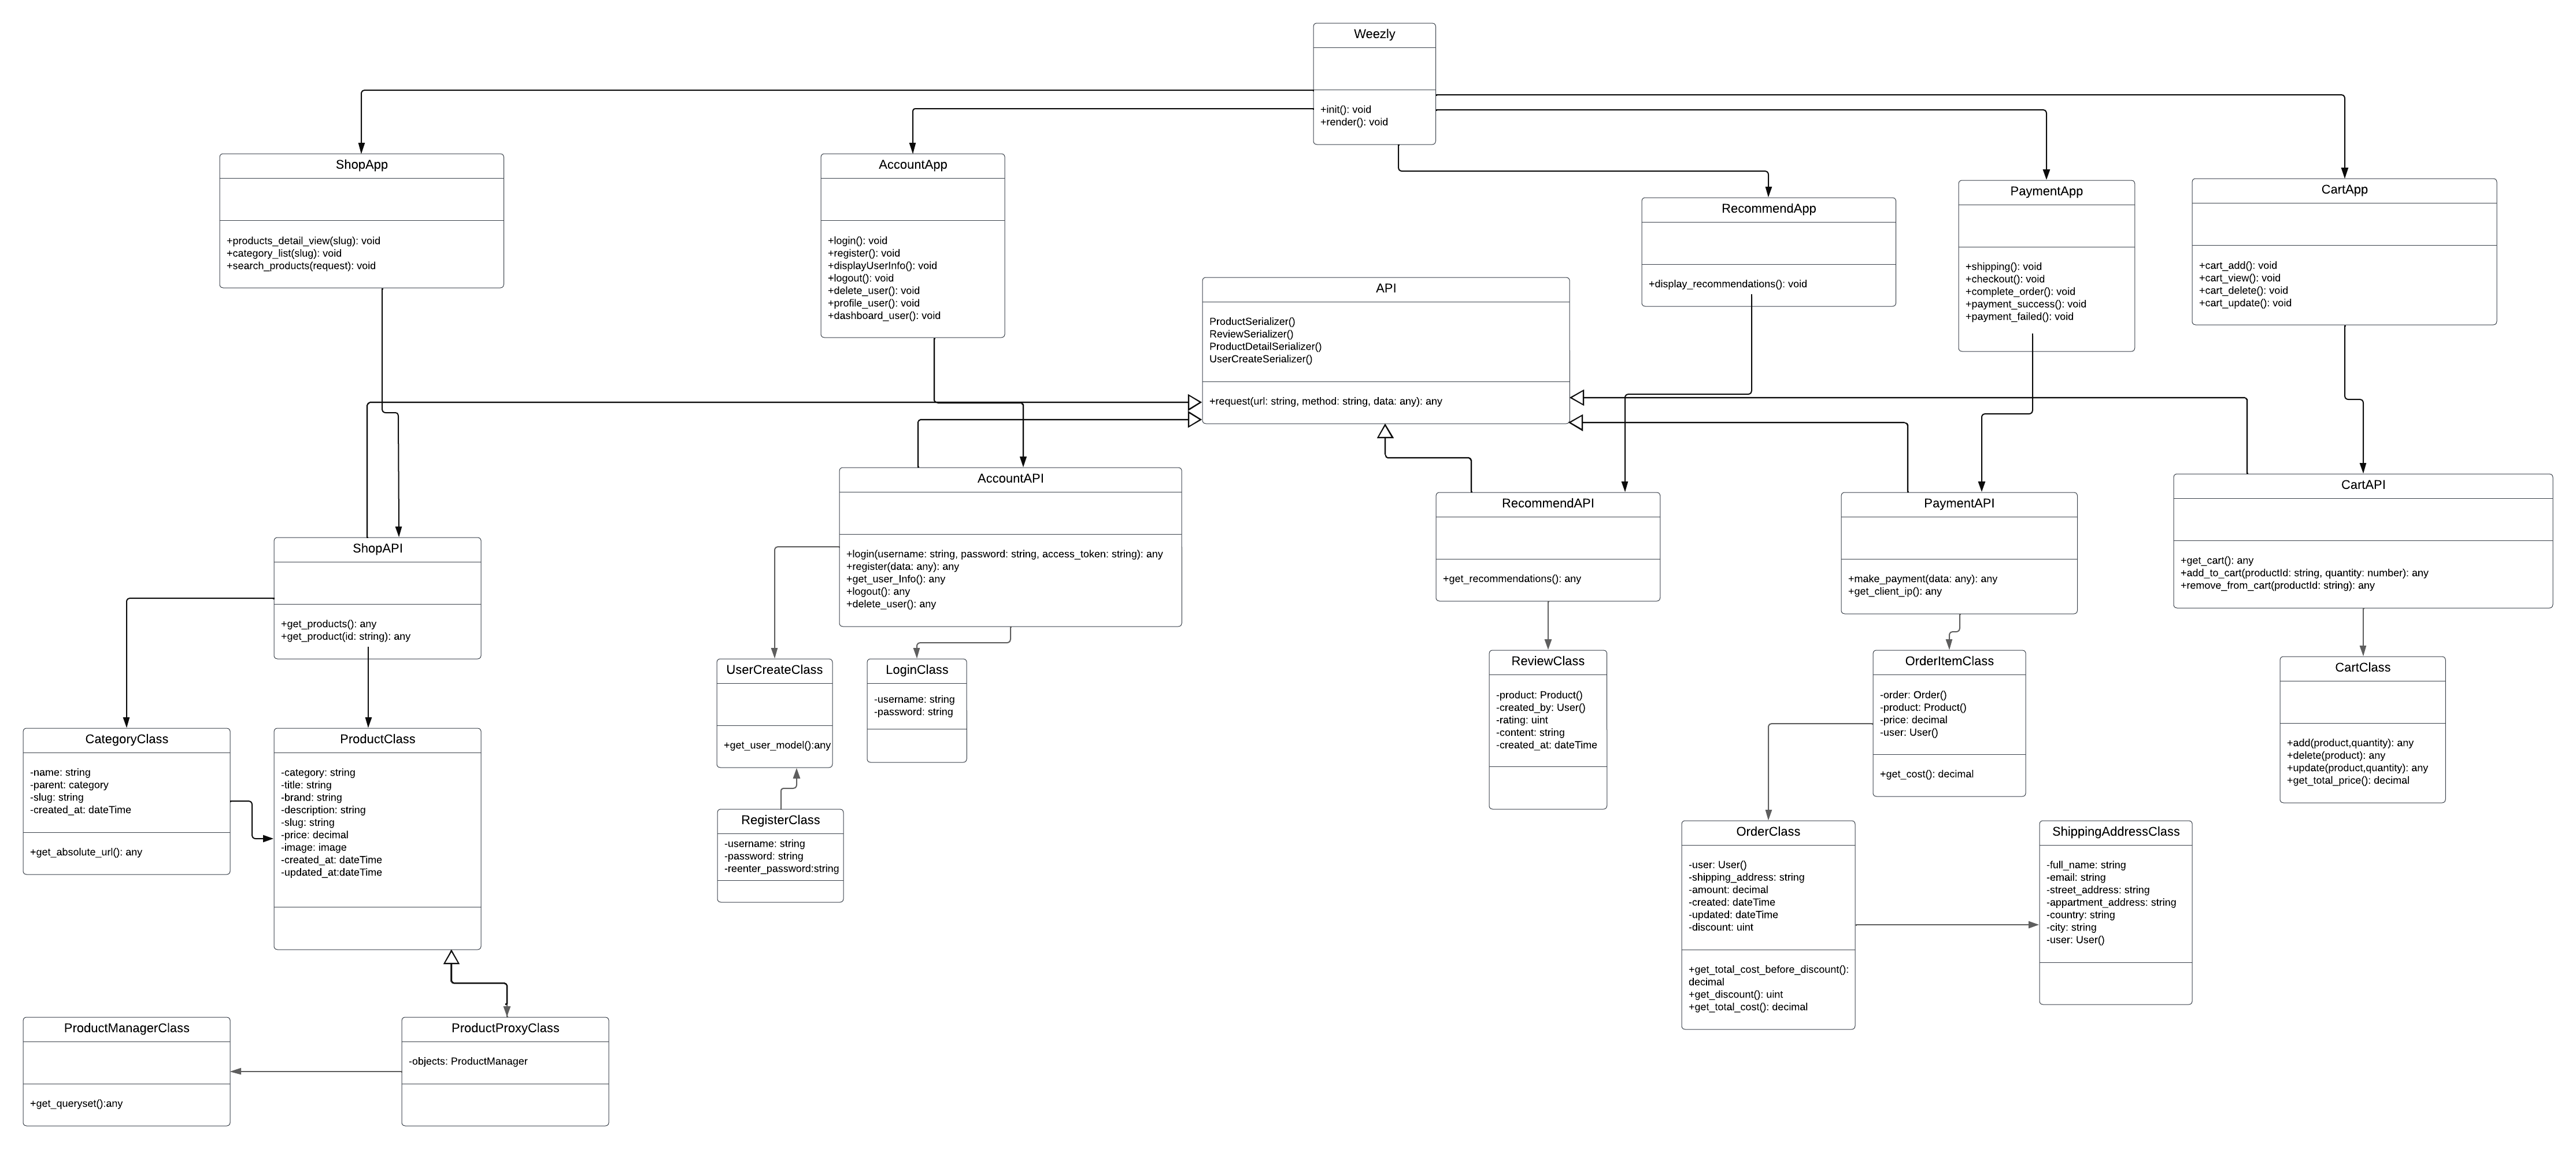 Weezly
+init(): void
+render(): void
ShopApp
+products_detail_view(slug): void
+category_list(slug): void
+search_products(request): void
AccountApp
+login(): void
+register(): void
+displayUserInfo(): void
+logout(): void
+delete_user(): void
+profile_user(): void
+dashboard_user(): void
RecommendApp
+display_recommendations(): void
PaymentApp
+shipping(): void
+checkout(): void
+complete_order(): void
+payment_success(): void
+payment_failed(): void
CartApp
+cart_add(): void
+cart_view(): void
+cart_delete(): void
+cart_update(): void
API
ProductSerializer()
ReviewSerializer()
ProductDetailSerializer()
UserCreateSerializer()
+request(url: string, method: string, data: any): any
ShopAPI
+get_products(): any
+get_product(id: string): any
AccountAPI
+login(username: string, password: string, access_token: string): any
+register(data: any): any
+get_user_Info(): any
+logout(): any
+delete_user(): any
RecommendAPI
+get_recommendations(): any
PaymentAPI
+make_payment(data: any): any
+get_client_ip(): any
CartAPI
+get_cart(): any
+add_to_cart(productId: string, quantity: number): any
+remove_from_cart(productId: string): any
CategoryClass
-name: string
-parent: category
-slug: string
-created_at: dateTime
+get_absolute_url(): any
ProductClass
-category: string
-title: string
-brand: string
-description: string
-slug: string
-price: decimal
-image: image
-created_at: dateTime
-updated_at:dateTime
UserCreateClass
+get_user_model():any
LoginClass
-username: string
-password: string
RegisterClass
-username: string
-password: string
-reenter_password:string
ReviewClass
-product: Product()
-created_by: User()
-rating: uint
-content: string
-created_at: dateTime
OrderItemClass
-order: Order()
-product: Product()
-price: decimal
-user: User()
+get_cost(): decimal
CartClass
+add(product,quantity): any
+delete(product): any
+update(product,quantity): any
+get_total_price(): decimal
OrderClass
-user: User()
-shipping_address: string
-amount: decimal
-created: dateTime
-updated: dateTime
-discount: uint
+get_total_cost_before_discount():
decimal
+get_discount(): uint
+get_total_cost(): decimal
ShippingAddressClass
-full_name: string
-email: string
-street_address: string
-appartment_address: string
-country: string
-city: string
-user: User()
ProductManagerClass
+get_queryset():any
ProductProxyClass
-objects: ProductManager